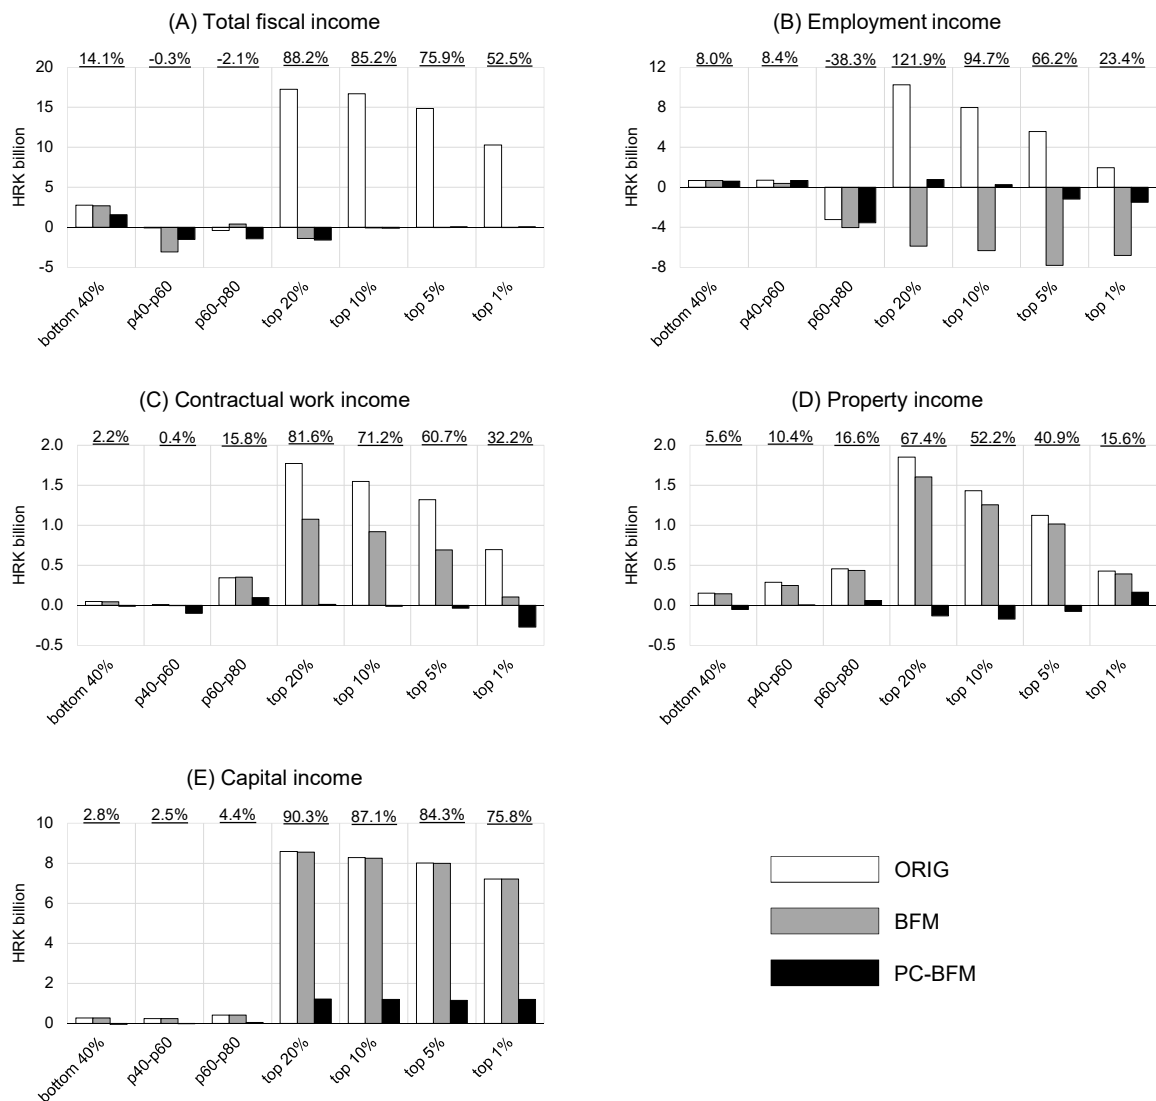 (A) Total fiscal income
14.1% -0.3% -2.1% 88.2% 85.2% 75.9% 52.5%
20
15
10
5
0
-5
HRK billion
bottom 40% p40-p60 p60-p80 top 20% top 10% top 5% top 1%
(B) Employment income
8.0% 8.4% -38.3% 121.9% 94.7% 66.2% 23.4%
12
8
4
0
-4
-8
HRK billion
bottom 40% p40-p60 p60-p80 top 20% top 10% top 5% top 1%
(C) Contractual work income
2.2% 0.4% 15.8% 81.6% 71.2% 60.7% 32.2%
2.0
1.5
1.0
0.5
0.0
-0.5
HRK billion
bottom 40% p40-p60 p60-p80 top 20% top 10% top 5% top 1%
(D) Property income
5.6% 10.4% 16.6% 67.4% 52.2% 40.9% 15.6%
2.0
1.5
1.0
0.5
0.0
-0.5
HRK billion
bottom 40% p40-p60 p60-p80 top 20% top 10% top 5% top 1%
(E) Capital income
2.8% 2.5% 4.4% 90.3% 87.1% 84.3% 75.8%
10
8
6
4
2
0
HRK billion
bottom 40% p40-p60 p60-p80 top 20% top 10% top 5% top 1%
ORIG
BFM
PC-BFM